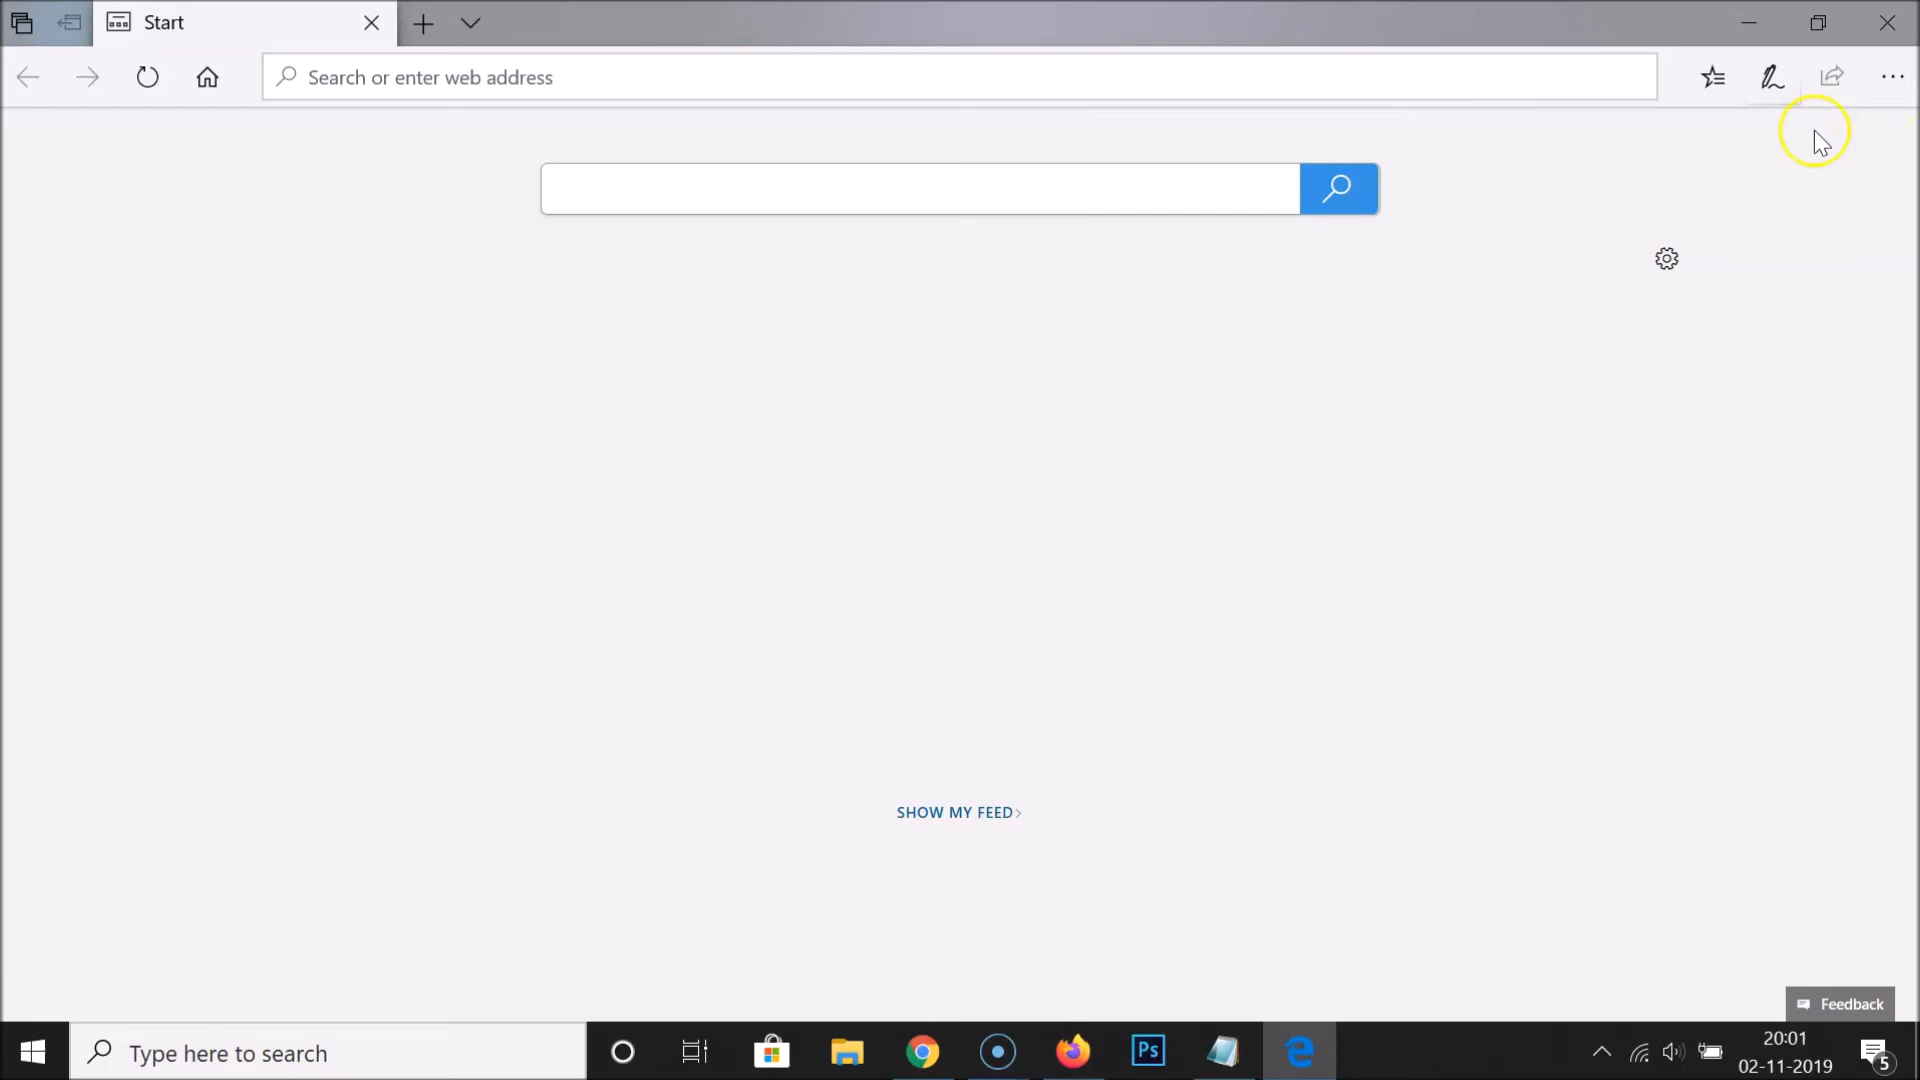 Start
Search or enter web address
SHOW MY FEED
Feedback
Type here to search
Ps
20:01
02-11-2019
5